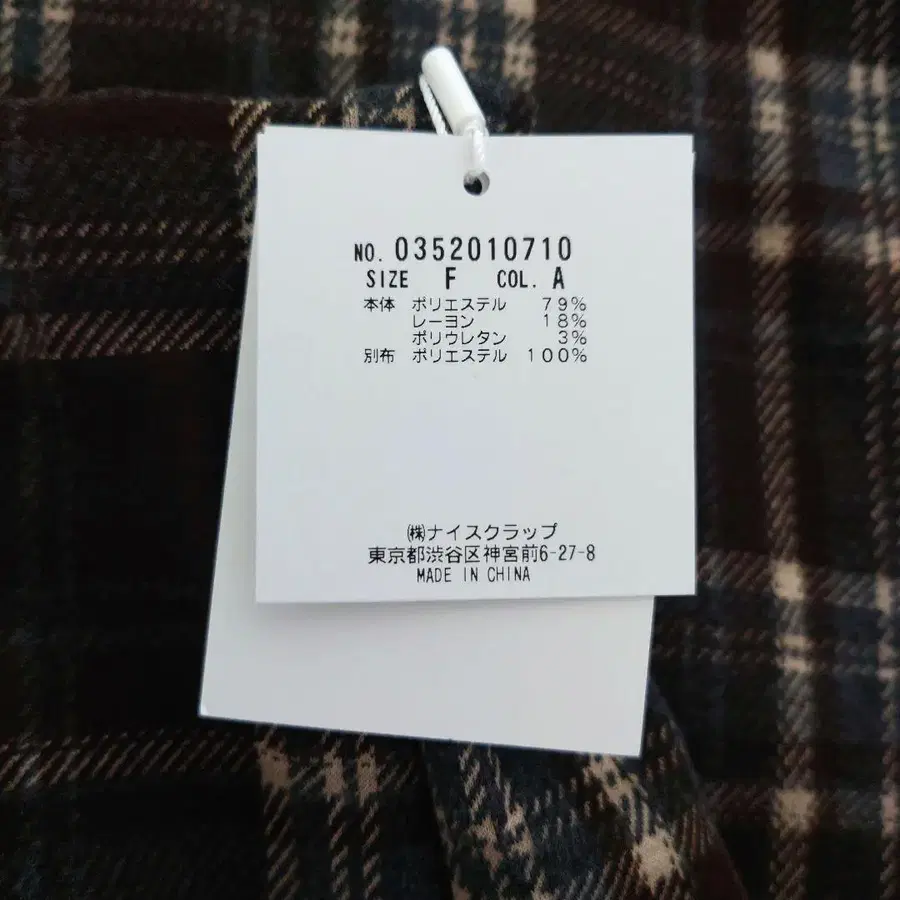 NO. 0352010710
SIZE F COL. A
本体 ポリエステル 79%
レーヨン 18%
ポリウレタン 3%
別布 ポリエステル 100%
㈱ナイスクラップ
東京都渋谷区神宮前6-27-8
MADE IN CHINA